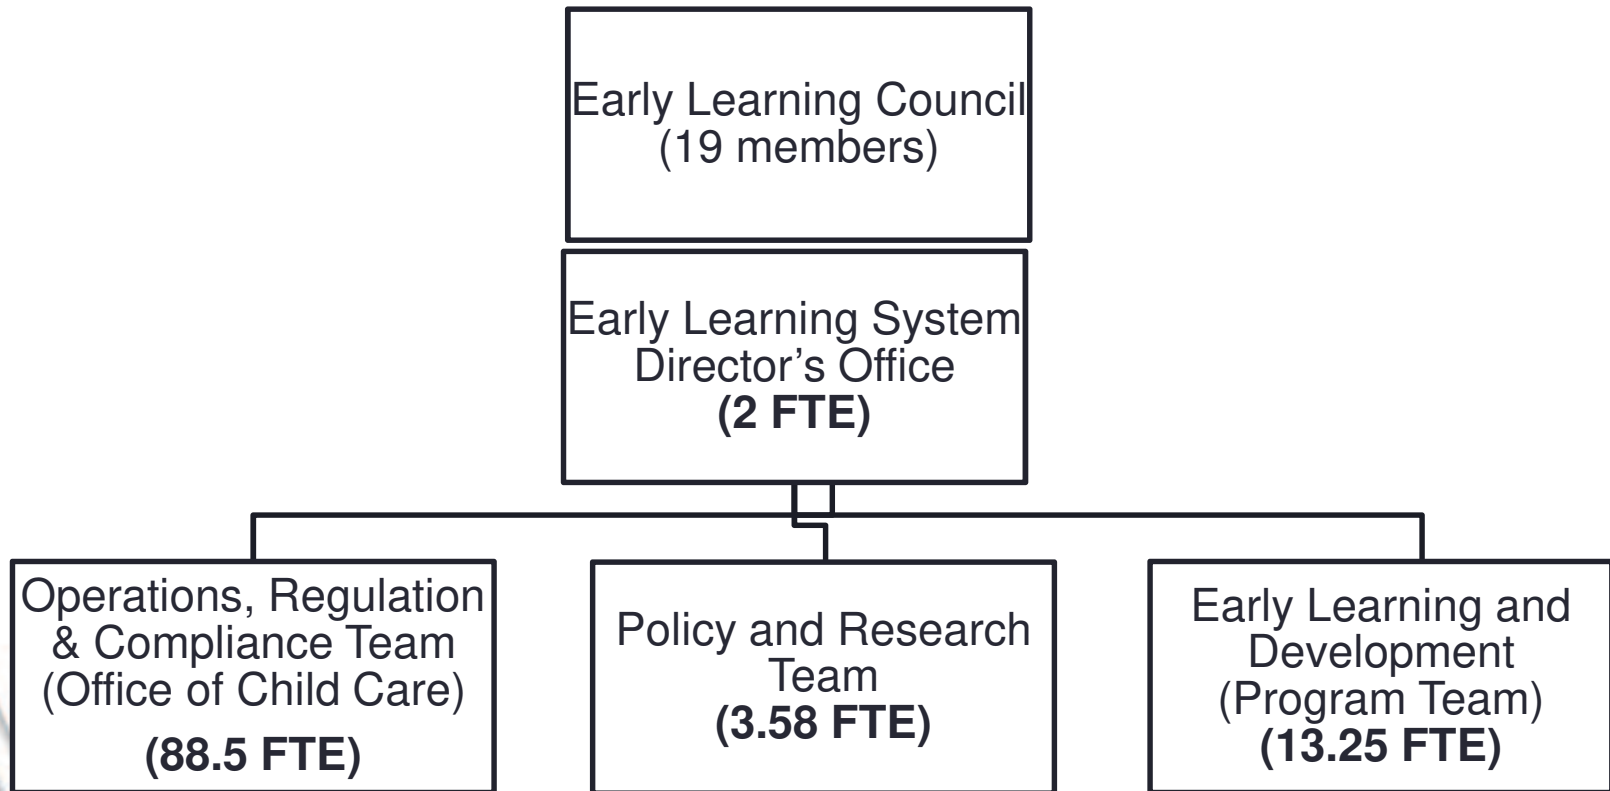 Early Learning Council
(19 members)
Early Learning System
Director’s Office
(2 FTE)
Operations, Regulation
& Compliance Team
(Office of Child Care)
(88.5 FTE)
Policy and Research
Team
(3.58 FTE)
Early Learning and
Development
(Program Team)
(13.25 FTE)